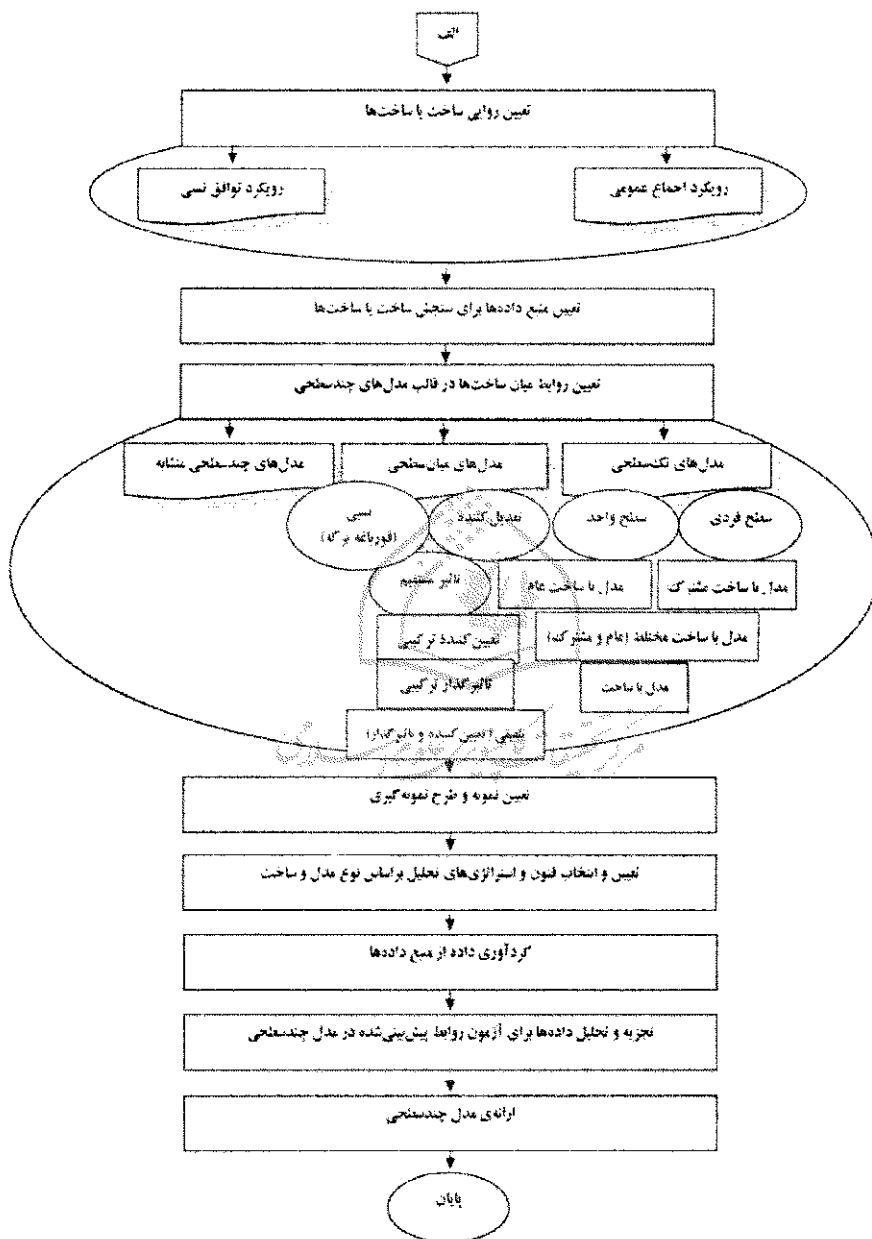 الف
تعیین روایی ساخت یا ساخت‌ها
رویکرد اجماع عمومی
رویکرد توافق نسبی
تعیین منبع داده‌ها برای سنجش ساخت یا ساخت‌ها
تعیین روابط میان ساخت‌ها در قالب مدل‌های چندسطحی
مدل‌های تک‌سطحی
مدل‌های میان‌سطحی
مدل‌های چندسطحی متشابه
سطح فردی
سطح واحد
تعدیل‌کننده
نسبی
(قورباغه برکه)
تاثیر مستقیم
مدل با ساخت مشترک
مدل با ساخت عام
مدل با ساخت مختلط (عام و مشترک)
تعیین‌کنندهٔ ترکیبی
مدل با ساخت
تاثیرگذار ترکیبی
تلفیقی (تعیین کننده و تاثیرگذار)
تعیین نمونه و طرح نمونه‌گیری
تعیین و انتخاب فنون و استراتژی‌های تحلیل براساس نوع مدل و ساخت
گردآوری داده از منبع داده‌ها
تجزیه و تحلیل داده‌ها برای آزمون روابط پیش‌بینی‌شده در مدل چندسطحی
ارائه‌ی مدل چندسطحی
پایان